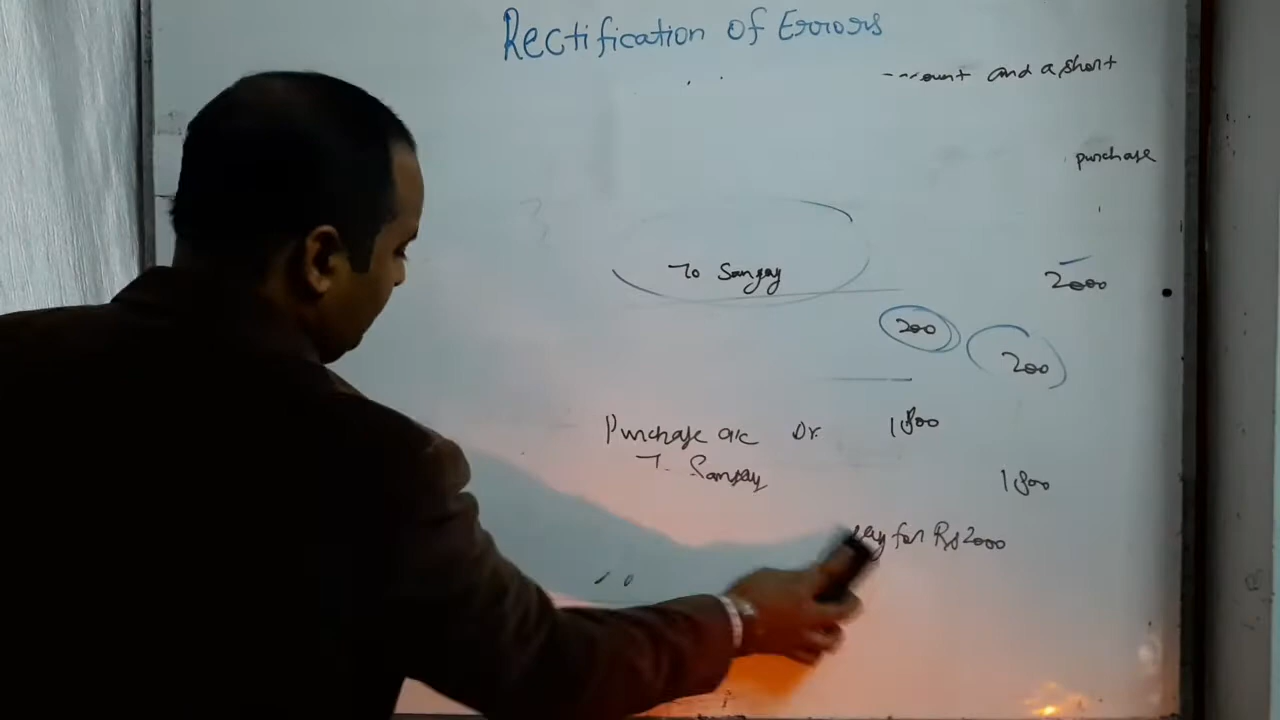 Rectification of Errors
and a short
purchase
To Sanjay
2000
200
200
Purchase a/c Dr. 1800
T. Sanjay
1800
for Rs 2000